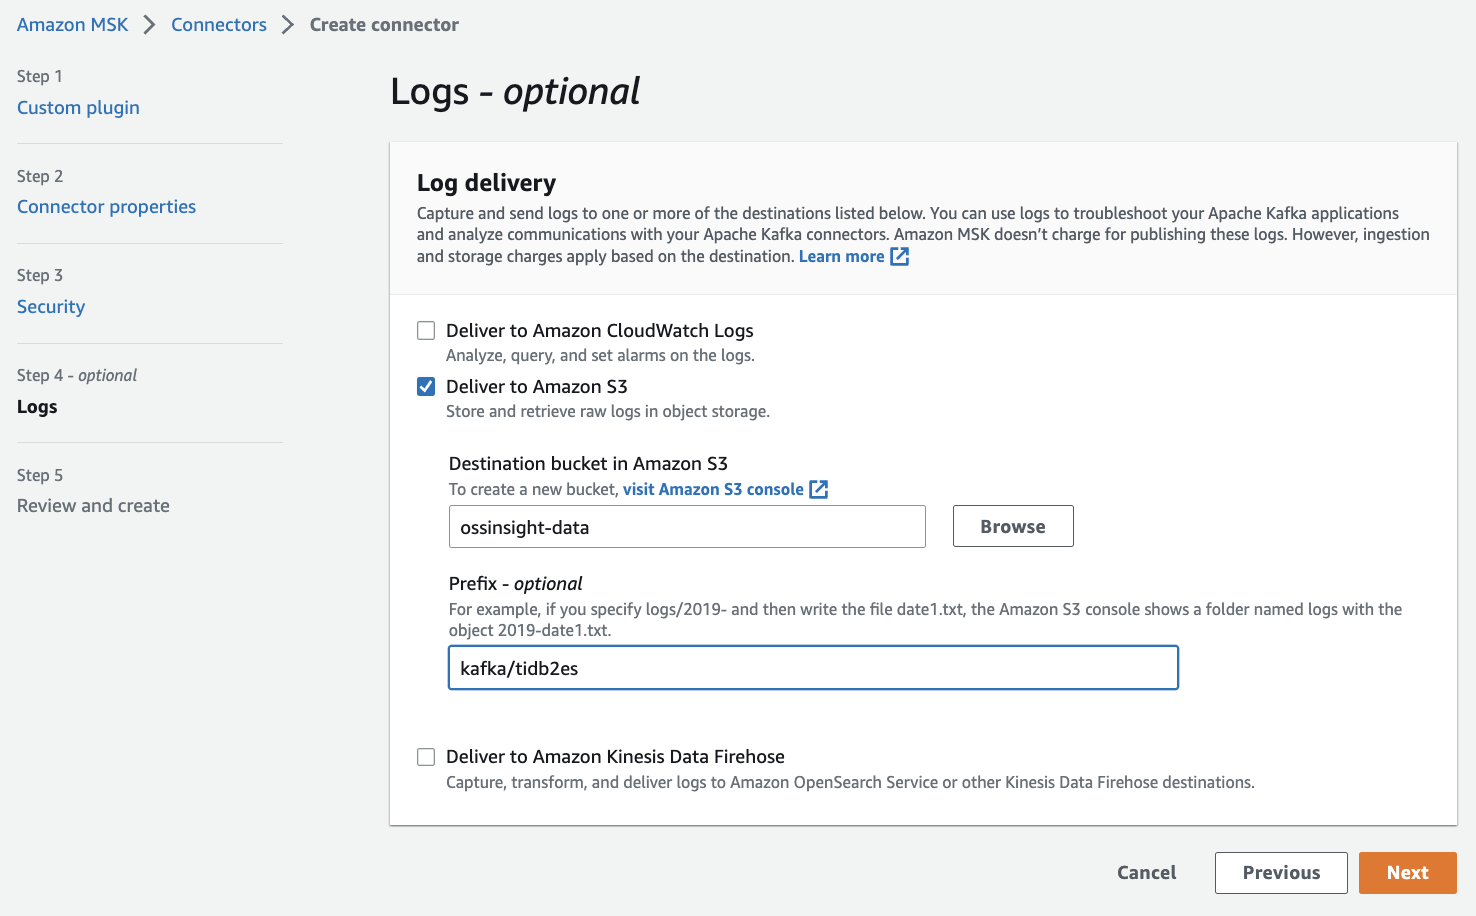 Amazon MSK > Connectors > Create connector
Step 1
Custom plugin
Step 2
Connector properties
Step 3
Security
Step 4 - optional
Logs
Step 5
Review and create
Logs - optional
Log delivery
Capture and send logs to one or more of the destinations listed below. You can use logs to troubleshoot your Apache Kafka applications
and analyze communications with your Apache Kafka connectors. Amazon MSK doesn’t charge for publishing these logs. However, ingestion
and storage charges apply based on the destination. Learn more
Deliver to Amazon CloudWatch Logs
Analyze, query, and set alarms on the logs.
Deliver to Amazon S3
Store and retrieve raw logs in object storage.
Destination bucket in Amazon S3
To create a new bucket, visit Amazon S3 console
ossinsight-data
Browse
Prefix - optional
For example, if you specify logs/2019- and then write the file date1.txt, the Amazon S3 console shows a folder named logs with the
object 2019-date1.txt.
kafka/tidb2es
Deliver to Amazon Kinesis Data Firehose
Capture, transform, and deliver logs to Amazon OpenSearch Service or other Kinesis Data Firehose destinations.
Cancel
Previous
Next